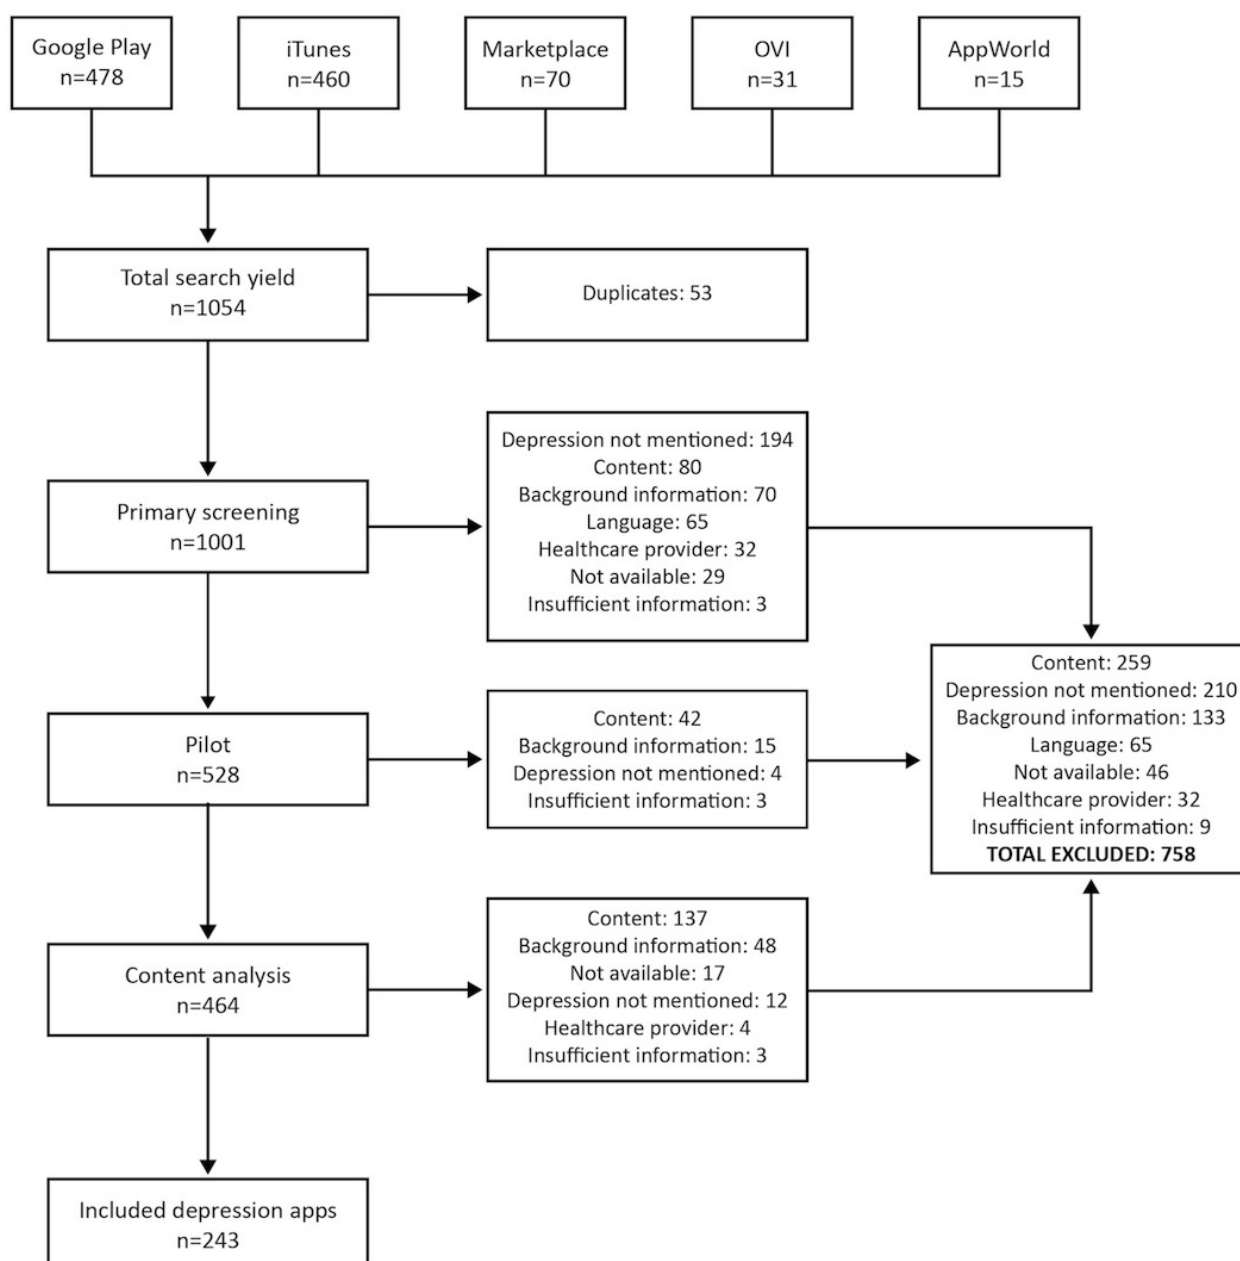 Google Play
n=478
iTunes
n=460
Marketplace
n=70
OVI
n=31
AppWorld
n=15
Total search yield
n=1054
Duplicates: 53
Primary screening
n=1001
Depression not mentioned: 194
Content: 80
Background information: 70
Language: 65
Healthcare provider: 32
Not available: 29
Insufficient information: 3
Content: 259
Depression not mentioned: 210
Background information: 133
Language: 65
Not available: 46
Healthcare provider: 32
Insufficient information: 9
TOTAL EXCLUDED: 758
Pilot
n=528
Content: 42
Background information: 15
Depression not mentioned: 4
Insufficient information: 3
Content analysis
n=464
Content: 137
Background information: 48
Not available: 17
Depression not mentioned: 12
Healthcare provider: 4
Insufficient information: 3
Included depression apps
n=243